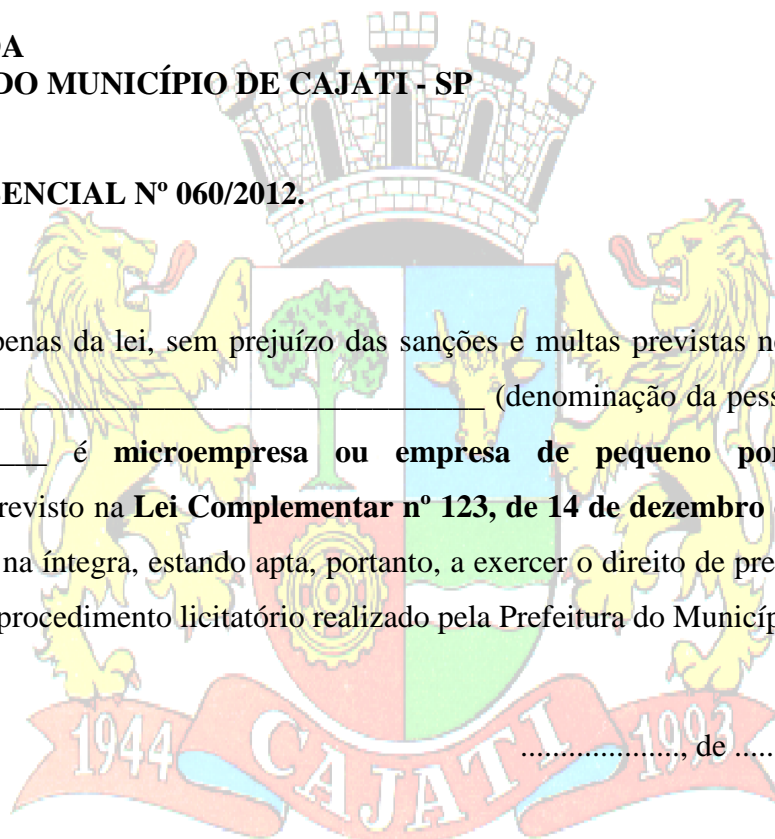 DA
DO MUNICÍPIO DE CAJATI - SP
ENCIAL Nº 060/2012.
penas da lei, sem prejuízo das sanções e multas previstas n
______________________________ (denominação da pess
___ é microempresa ou empresa de pequeno por
revisto na Lei Complementar nº 123, de 14 de dezembro
na íntegra, estando apta, portanto, a exercer o direito de pre
procedimento licitatório realizado pela Prefeitura do Municíp
...................., de .....
1944 CAJATI 1993